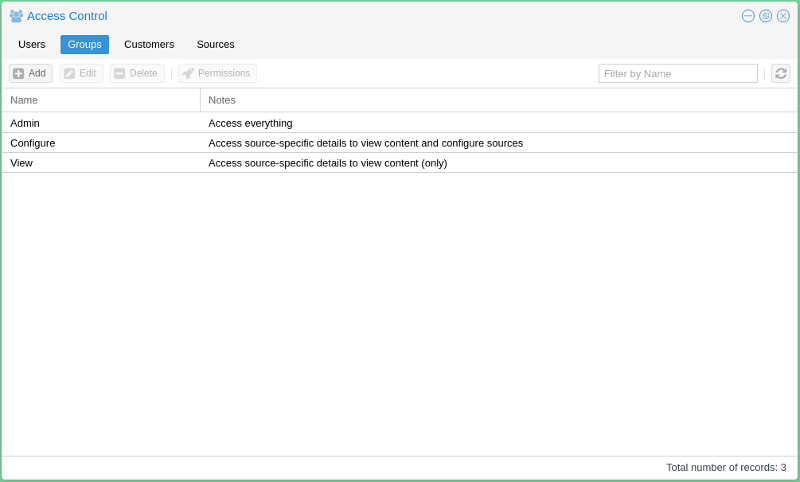 Access Control
Users Groups Customers Sources
Add Edit Delete Permissions Filter by Name
Name Notes
Admin Access everything
Configure Access source-specific details to view content and configure sources
View Access source-specific details to view content (only)
Total number of records: 3